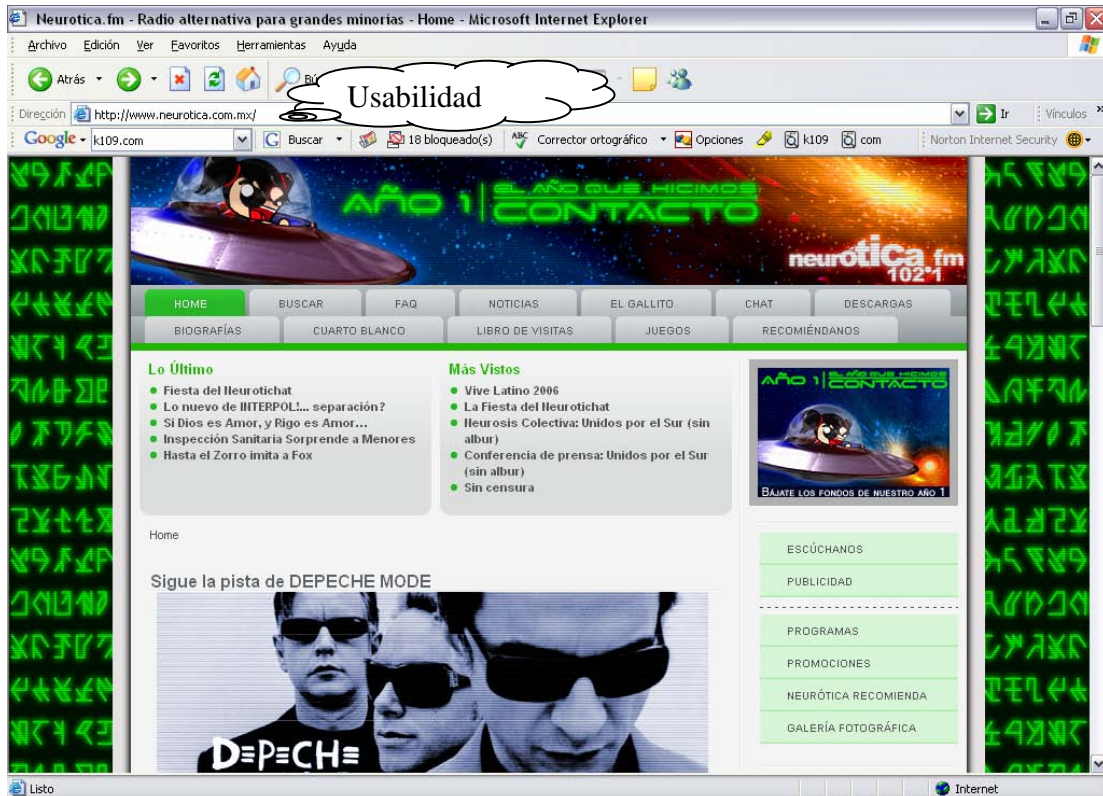 Neurotica.fm - Radio alternativa para grandes minorias - Home - Microsoft Internet Explorer
Archivo Edición Ver Favoritos Herramientas Ayuda
Atrás
Usabilidad
Dirección http://www.neurotica.com.mx/ Ir Vínculos
Google k109.com Buscar 18 bloqueado(s) Corrector ortográfico Opciones k109 com Norton Internet Security
AÑO 1 EL AÑO QUE HICIMOS
CONTACTO
neurótica fm
102•1
HOME BUSCAR FAQ NOTICIAS EL GALLITO CHAT DESCARGAS
BIOGRAFÍAS CUARTO BLANCO LIBRO DE VISITAS JUEGOS RECOMIÉNDANOS
Lo Último
Fiesta del Neurotichat
Lo nuevo de INTERPOL!... separación?
Si Dios es Amor, y Rigo es Amor...
Inspección Sanitaria Sorprende a Menores
Hasta el Zorro imita a Fox
Más Vistos
Vive Latino 2006
La Fiesta del Neurotichat
Neurosis Colectiva: Unidos por el Sur (sin
albur)
Conferencia de prensa: Unidos por el Sur
(sin albur)
Sin censura
AÑO 1 EL AÑO QUE HICIMOS
CONTACTO
BÁJATE LOS FONDOS DE NUESTRO AÑO 1
Home
Sigue la pista de DEPECHE MODE
DEPECHE
ESCÚCHANOS
PUBLICIDAD
PROGRAMAS
PROMOCIONES
NEURÓTICA RECOMIENDA
GALERÍA FOTOGRÁFICA
Listo Internet